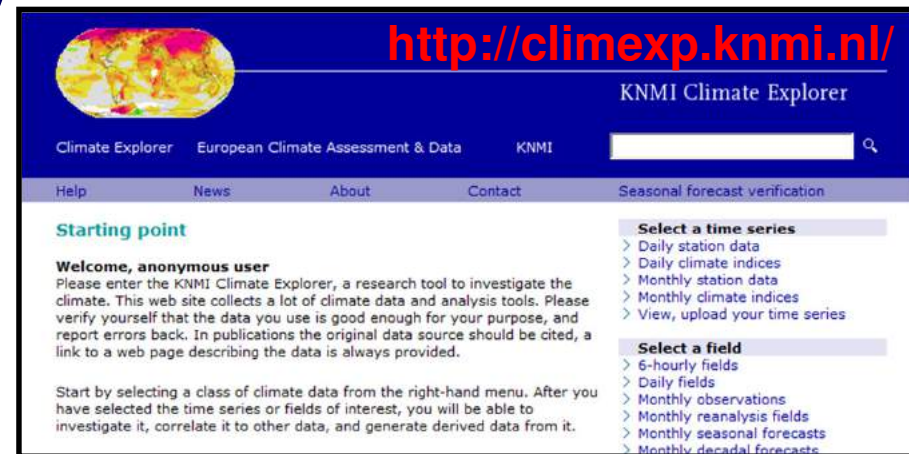 http://climexp.knmi.nl/
KNMI Climate Explorer
Climate Explorer European Climate Assessment & Data KNMI
Help News About Contact Seasonal forecast verification
Starting point
Welcome, anonymous user
Please enter the KNMI Climate Explorer, a research tool to investigate the
climate. This web site collects a lot of climate data and analysis tools. Please
verify yourself that the data you use is good enough for your purpose, and
report errors back. In publications the original data source should be cited, a
link to a web page describing the data is always provided.
Start by selecting a class of climate data from the right-hand menu. After you
have selected the time series or fields of interest, you will be able to
investigate it, correlate it to other data, and generate derived data from it.
Select a time series
> Daily station data
> Daily climate indices
> Monthly station data
> Monthly climate indices
> View, upload your time series
Select a field
> 6-hourly fields
> Daily fields
> Monthly observations
> Monthly reanalysis fields
> Monthly seasonal forecasts
> Monthly decadal forecasts